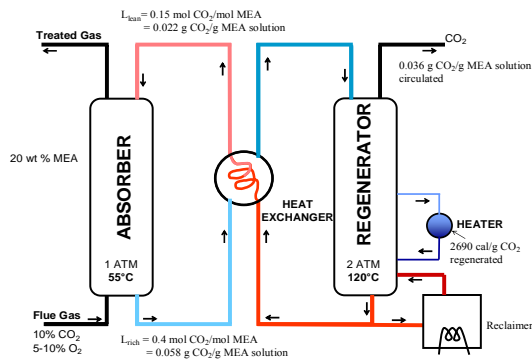 L_lean = 0.15 mol CO₂/mol MEA
= 0.022 g CO₂/g MEA solution
Treated Gas
CO₂
0.036 g CO₂/g MEA solution
circulated
20 wt % MEA
ABSORBER
1 ATM
55°C
HEAT
EXCHANGER
REGENERATOR
2 ATM
120°C
HEATER
2690 cal/g CO₂
regenerated
Flue Gas
10% CO₂
5-10% O₂
L_rich = 0.4 mol CO₂/mol MEA
= 0.058 g CO₂/g MEA solution
Reclaimer